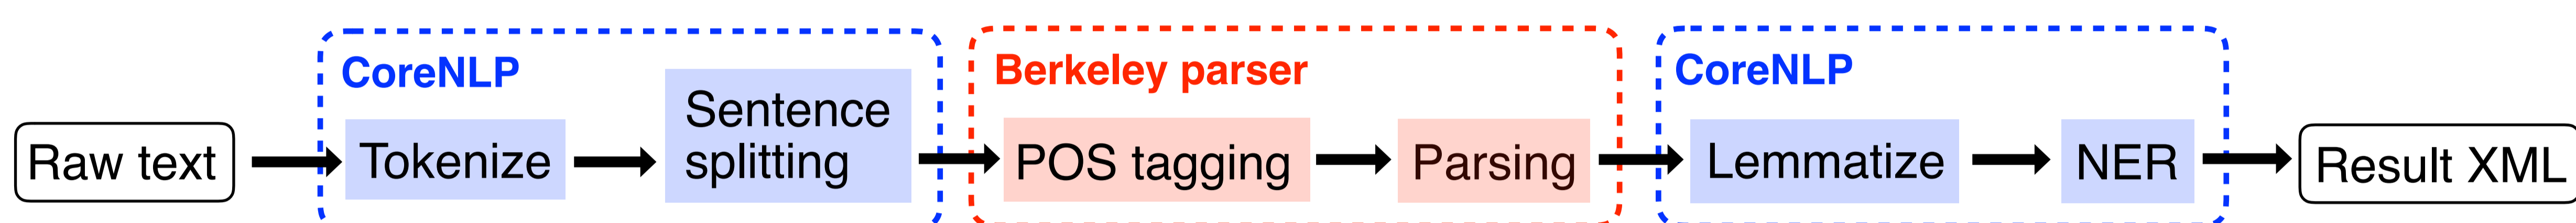 CoreNLP
Berkeley parser
CoreNLP
Raw text
Tokenize
Sentence
splitting
POS tagging
Parsing
Lemmatize
NER
Result XML